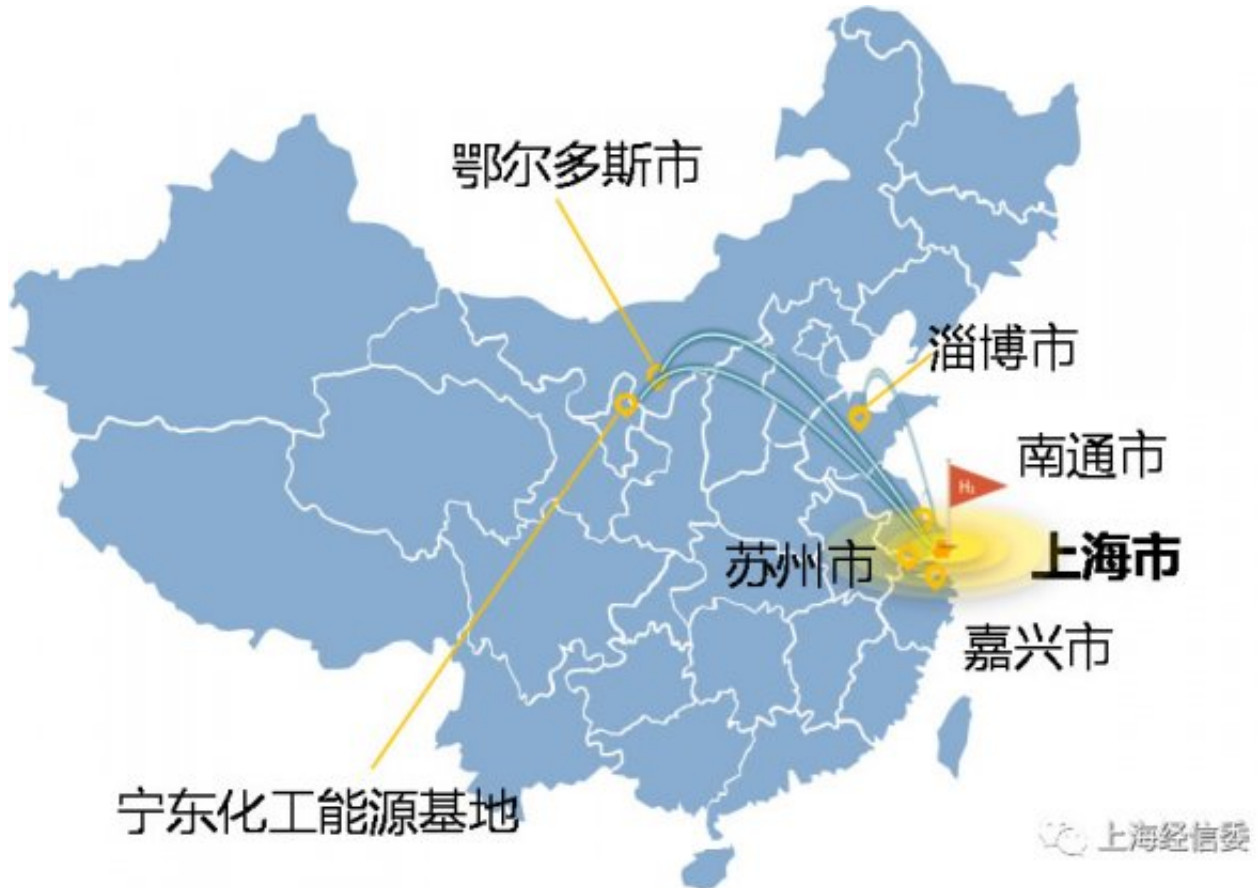 鄂尔多斯市
淄博市
南通市
H₂
上海市
苏州市
嘉兴市
宁东化工能源基地
上海经信委